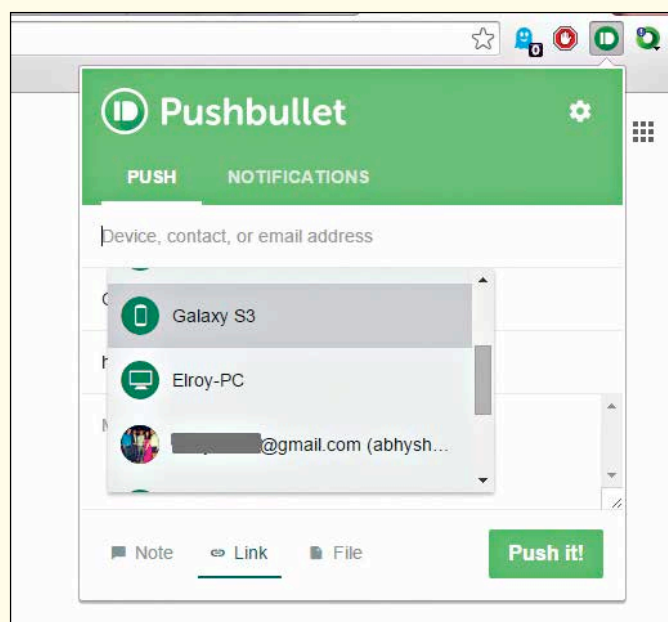 0
Pushbullet
PUSH NOTIFICATIONS
Device, contact, or email address
Galaxy S3
Elroy-PC
@gmail.com (abhysh...
Note Link File Push it!